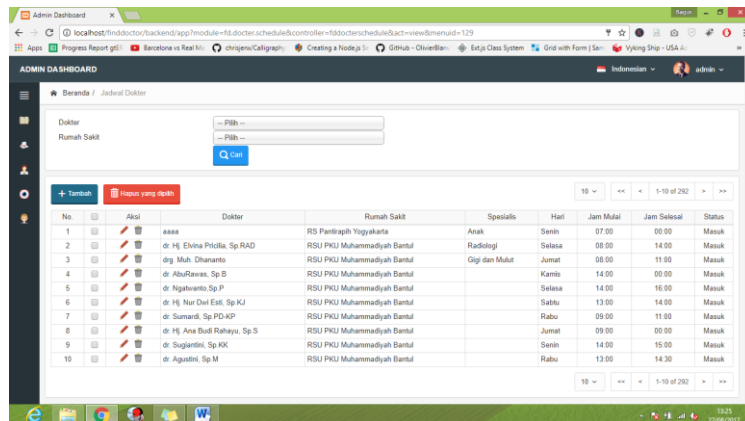 Admin Dashboard
localhost/finddoctor/backend/app?module=fd.docter.schedule&controller=fddocterschedule&act=view&menuid=129
Apps Progress Report gtE Barcelona vs Real M chrisjenx/Calligraphy Creating a Node.js S GitHub - OlivierBlan Ext.js Class System Grid with Form | Sam Vyking Ship - USA A
ADMIN DASHBOARD Indonesian admin
Beranda / Jadwal Dokter
Dokter -- Pilih --
Rumah Sakit -- Pilih --
Cari
+ Tambah Hapus yang dipilih 10 << < 1-10 of 292 > >>
No. Aksi Dokter Rumah Sakit Spesialis Hari Jam Mulai Jam Selesai Status
1 aaaa RS Pantirapih Yogyakarta Anak Senin 07:00 00:00 Masuk
2 dr. Hj. Elvina Pricilia, Sp.RAD RSU PKU Muhammadiyah Bantul Radiologi Selasa 08:00 14:00 Masuk
3 drg. Muh. Dhananto RSU PKU Muhammadiyah Bantul Gigi dan Mulut Jumat 08:00 11:00 Masuk
4 dr. AbuRawas, Sp.B RSU PKU Muhammadiyah Bantul Kamis 14:00 00:00 Masuk
5 dr. Ngatwanto,Sp.P RSU PKU Muhammadiyah Bantul Selasa 14:00 16:00 Masuk
6 dr. Hj. Nur Dwi Esti, Sp.KJ RSU PKU Muhammadiyah Bantul Sabtu 13:00 14:00 Masuk
7 dr. Sumardi, Sp.PD-KP RSU PKU Muhammadiyah Bantul Rabu 09:00 11:00 Masuk
8 dr. Hj. Ana Budi Rahayu, Sp.S RSU PKU Muhammadiyah Bantul Jumat 09:00 00:00 Masuk
9 dr. Sugiantini, Sp.KK RSU PKU Muhammadiyah Bantul Senin 14:00 15:00 Masuk
10 dr. Agustini, Sp.M RSU PKU Muhammadiyah Bantul Rabu 13:00 14:30 Masuk
10 << < 1-10 of 292 > >>
13:25
22/06/2017